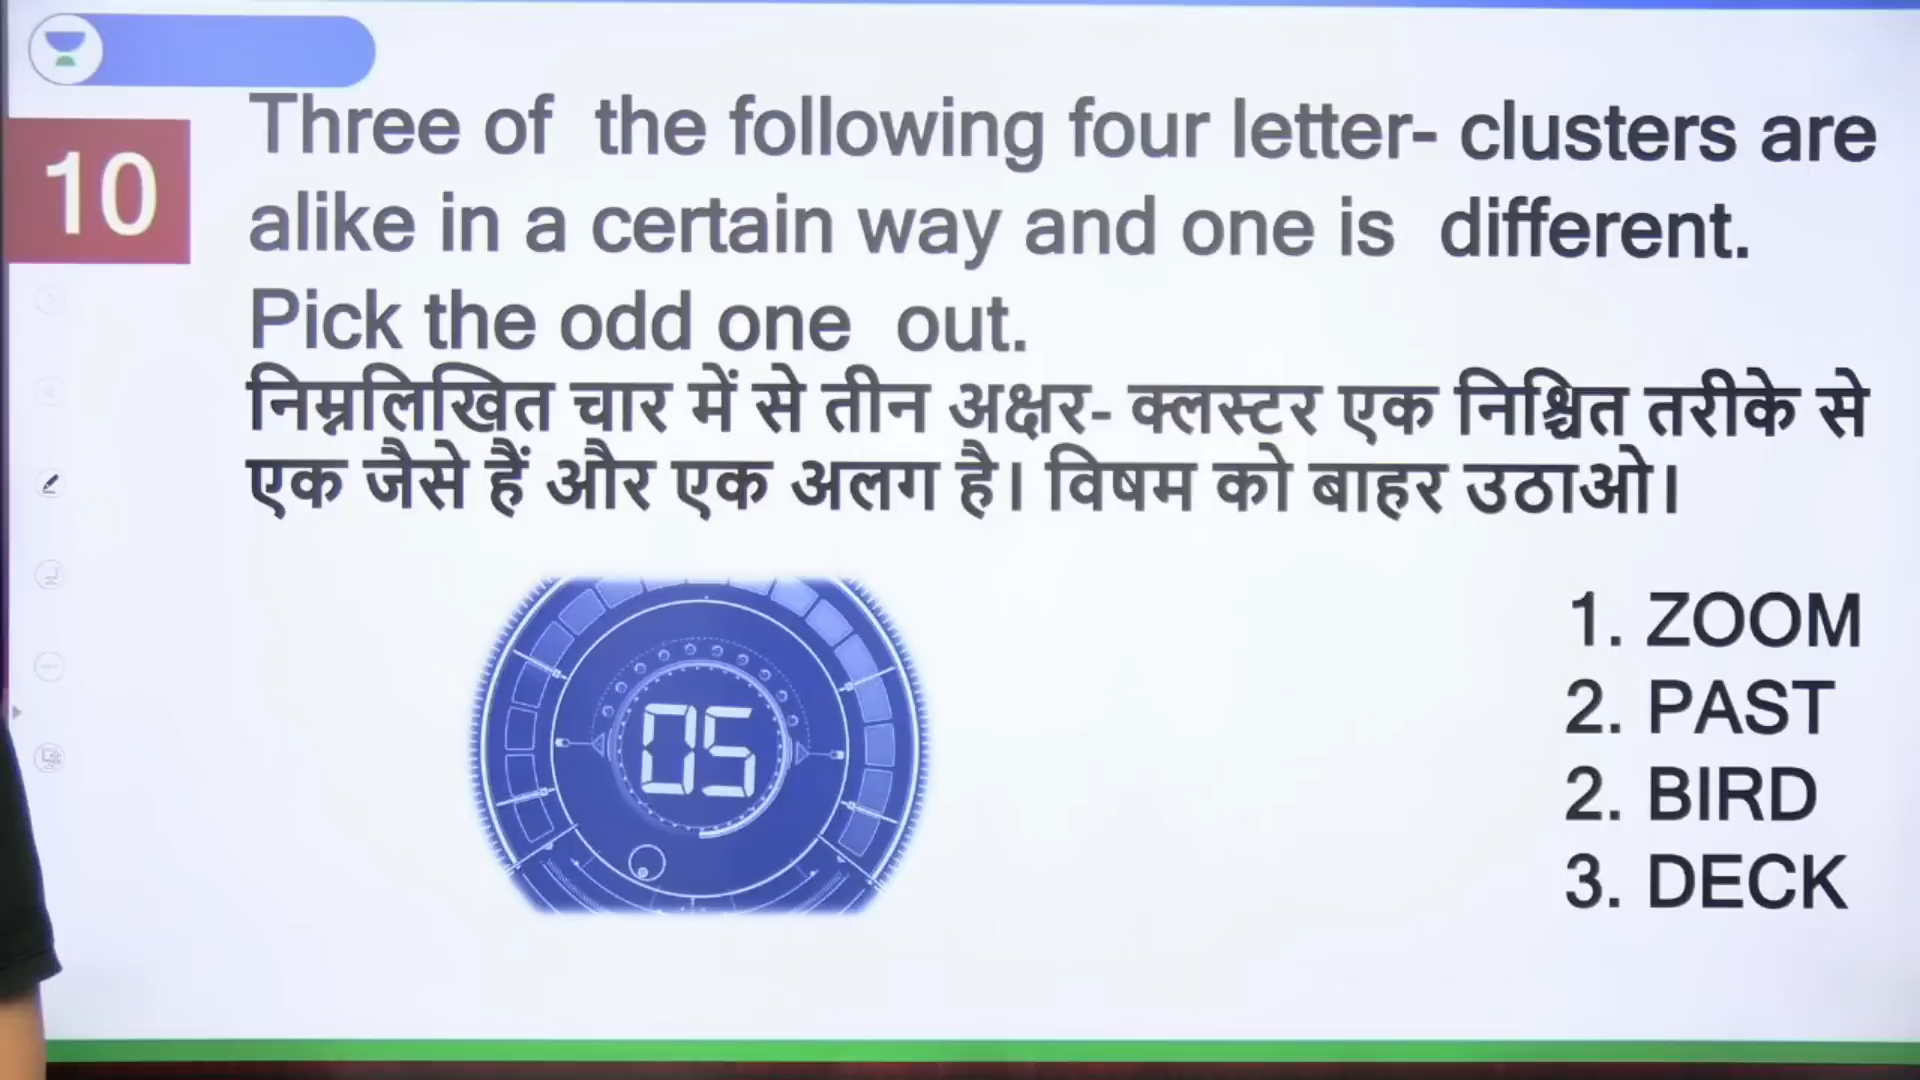 10
Three of the following four letter- clusters are
alike in a certain way and one is different.
Pick the odd one out.
निम्नलिखित चार में से तीन अक्षर- क्लस्टर एक निश्चित तरीके से
एक जैसे हैं और एक अलग है। विषम को बाहर उठाओ।
05
1. ZOOM
2. PAST
2. BIRD
3. DECK